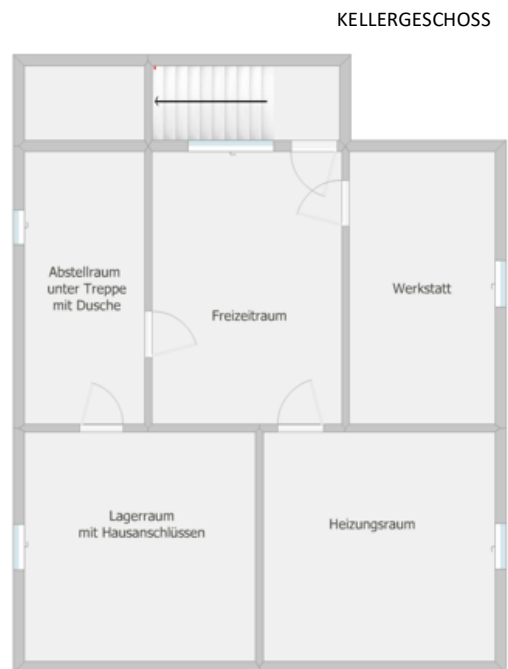 KELLERGESCHOSS
Abstellraum
unter Treppe
mit Dusche
Freizeitraum
Werkstatt
Lagerraum
mit Hausanschlüssen
Heizungsraum